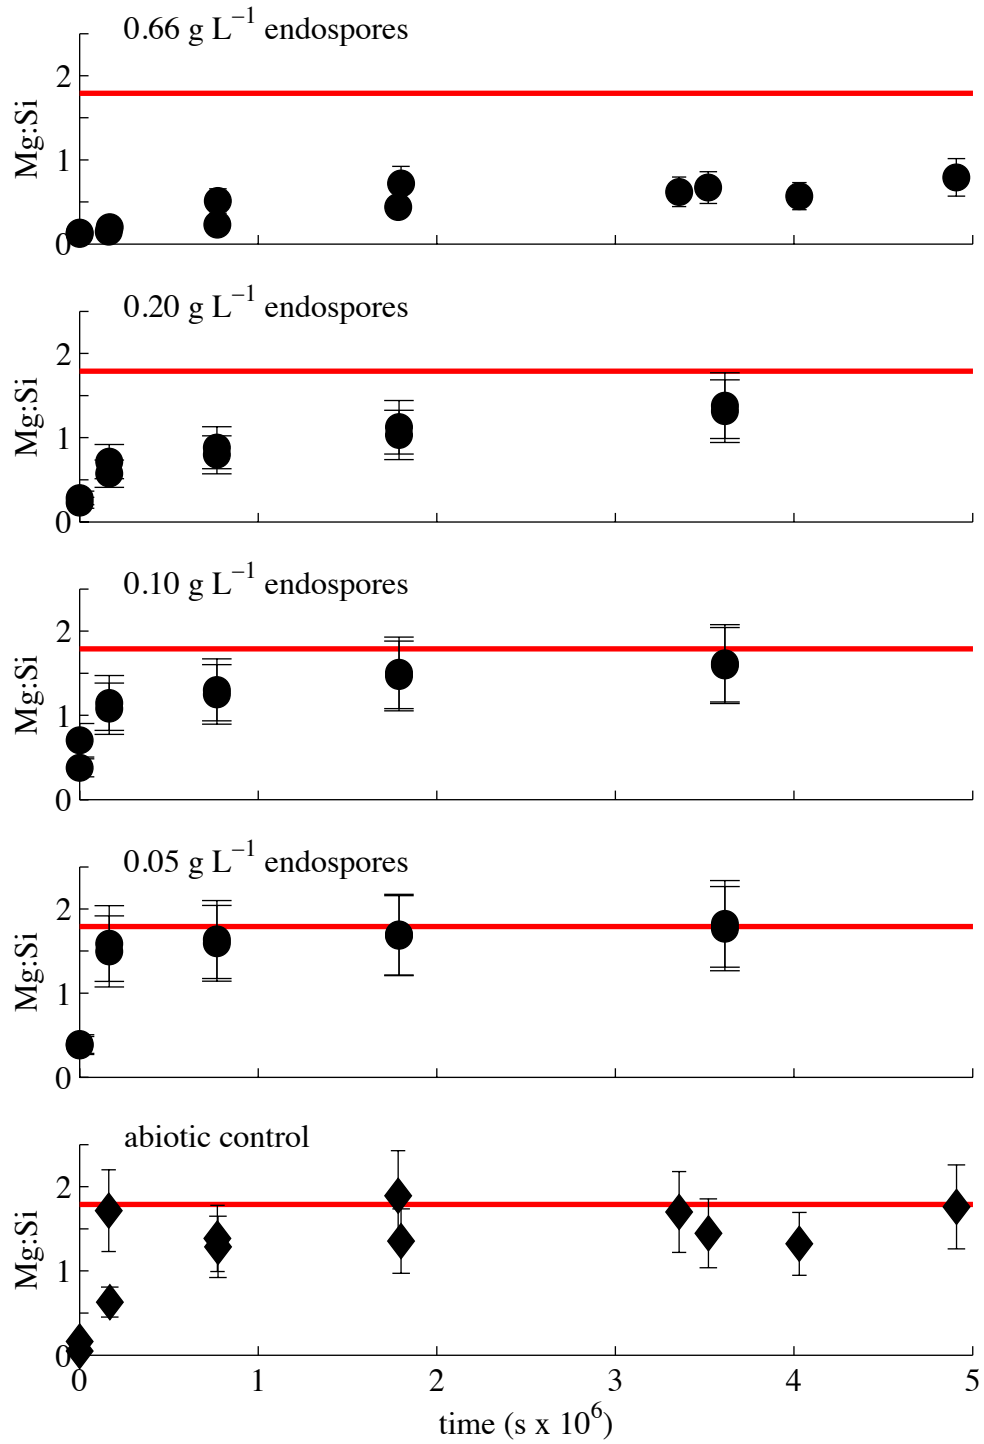 0.66 g L⁻¹ endospores
2
1
0
Mg:Si
0.20 g L⁻¹ endospores
2
1
0
Mg:Si
0.10 g L⁻¹ endospores
2
1
0
Mg:Si
0.05 g L⁻¹ endospores
2
1
0
Mg:Si
abiotic control
2
1
0
Mg:Si
0 1 2 3 4 5
time (s x 10⁶)